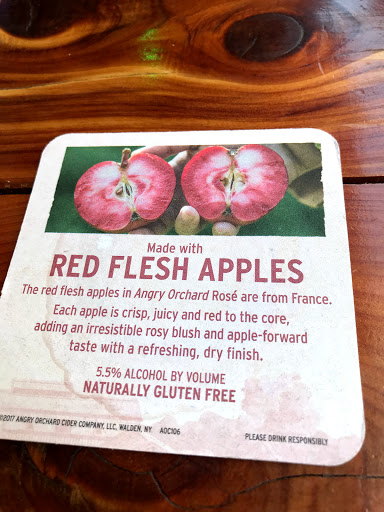 Made with
RED FLESH APPLES
The red flesh apples in Angry Orchard Rosé are from France.
Each apple is crisp, juicy and red to the core,
adding an irresistible rosy blush and apple-forward
taste with a refreshing, dry finish.
5.5% ALCOHOL BY VOLUME
NATURALLY GLUTEN FREE
©2017 ANGRY ORCHARD CIDER COMPANY, LLC, WALDEN, NY AOC106
PLEASE DRINK RESPONSIBLY